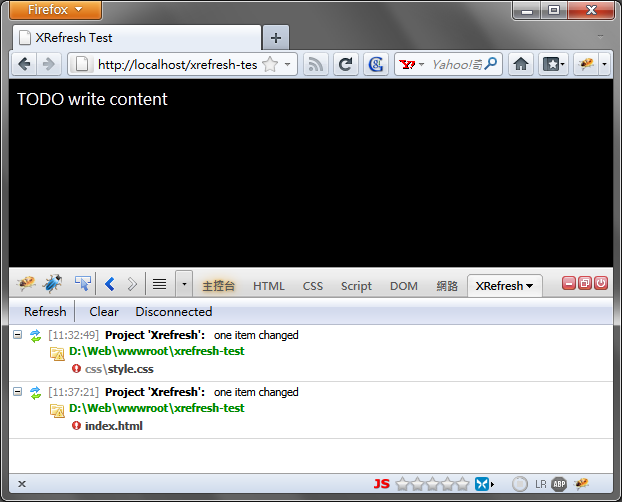 Firefox
XRefresh Test
http://localhost/xrefresh-tes
Yahoo!奇
TODO write content
主控台 HTML CSS Script DOM 網路 XRefresh
Refresh Clear Disconnected
[11:32:49] Project 'Xrefresh': one item changed
D:\Web\wwwroot\xrefresh-test
css\style.css
[11:37:21] Project 'Xrefresh': one item changed
D:\Web\wwwroot\xrefresh-test
index.html
JS LR ABP